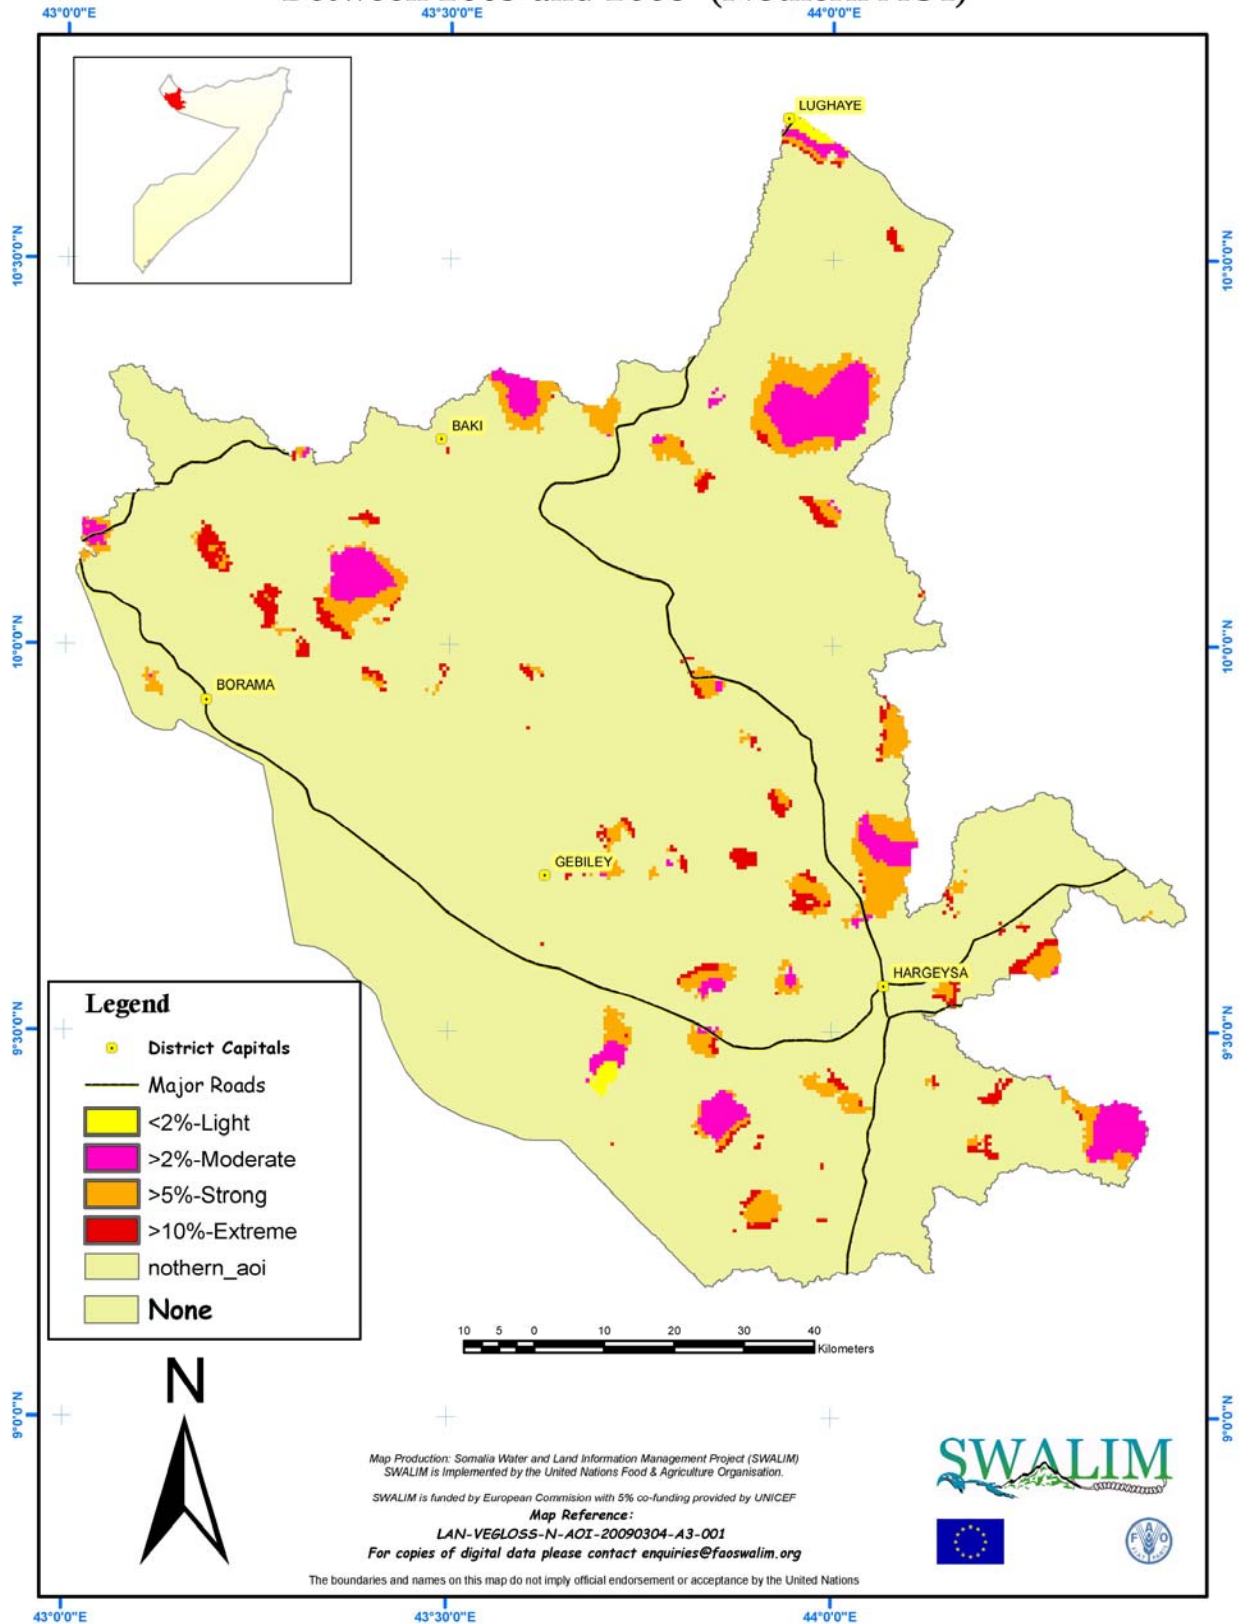 43°0'0"E
43°30'0"E
44°0'0"E
LUGHAYE
10°30'0"N
10°30'0"N
BAKI
10°0'0"N
10°0'0"N
BORAMA
GEBILEY
HARGEYSA
9°30'0"N
9°30'0"N
Legend
District Capitals
Major Roads
<2%-Light
>2%-Moderate
>5%-Strong
>10%-Extreme
nothern_aoi
None
10 5 0 10 20 30 40
Kilometers
N
9°0'0"N
9°0'0"N
Map Production: Somalia Water and Land Information Management Project (SWALIM)
SWALIM is Implemented by the United Nations Food & Agriculture Organisation.
SWALIM is funded by European Commision with 5% co-funding provided by UNICEF
Map Reference:
LAN-VEGLOSS-N-AOI-20090304-A3-001
For copies of digital data please contact enquiries@faoswalim.org
The boundaries and names on this map do not imply official endorsement or acceptance by the United Nations
SWALIM
FAO
FIAT PANIS
43°0'0"E
43°30'0"E
44°0'0"E